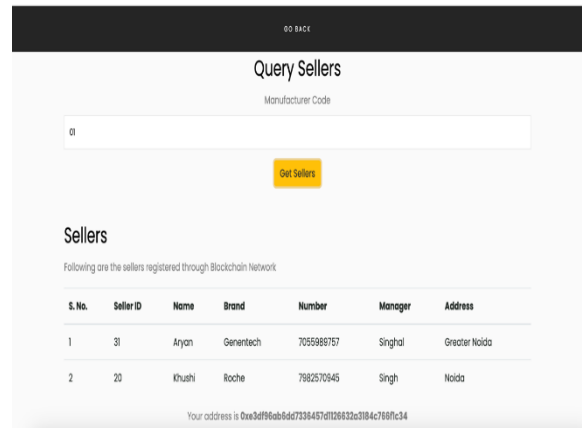 GO BACK
Query Sellers
Manufacturer Code
01
Get Sellers
Sellers
Following are the sellers registered through Blockchain Network
S. No. Seller ID Name Brand Number Manager Address
1 31 Aryan Genentech 7055989757 Singhal Greater Noida
2 20 Khushi Roche 7982570945 Singh Noida
Your address is 0xe3df96ab6dd7336457d1126632a3184c766f1c34